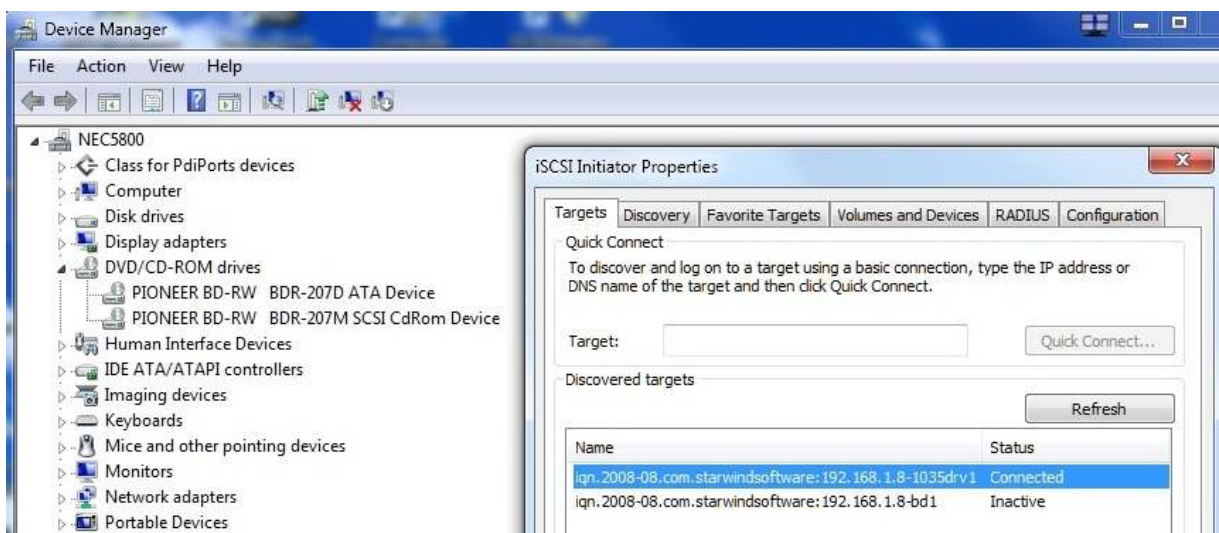 Device Manager
File Action View Help
NEC5800
Class for PdiPorts devices
Computer
Disk drives
Display adapters
DVD/CD-ROM drives
PIONEER BD-RW BDR-207D ATA Device
PIONEER BD-RW BDR-207M SCSI CdRom Device
Human Interface Devices
IDE ATA/ATAPI controllers
Imaging devices
Keyboards
Mice and other pointing devices
Monitors
Network adapters
Portable Devices
iSCSI Initiator Properties
Targets Discovery Favorite Targets Volumes and Devices RADIUS Configuration
Quick Connect
To discover and log on to a target using a basic connection, type the IP address or
DNS name of the target and then click Quick Connect.
Target: Quick Connect...
Discovered targets
Refresh
Name Status
iqn.2008-08.com.starwindsoftware:192.168.1.8-1035drv1 Connected
iqn.2008-08.com.starwindsoftware:192.168.1.8-bd1 Inactive